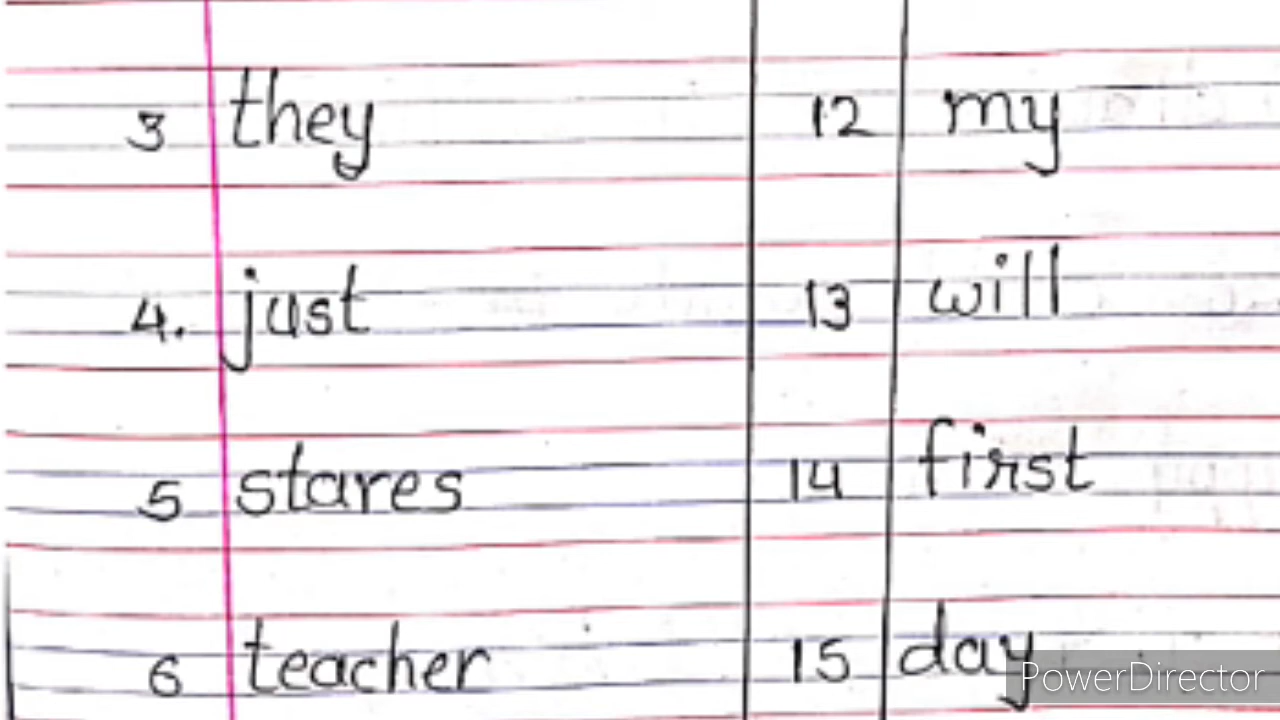 3 they
4. just
5 stares
6 teacher
12 my
13 will
14 first
15 day
PowerDirector